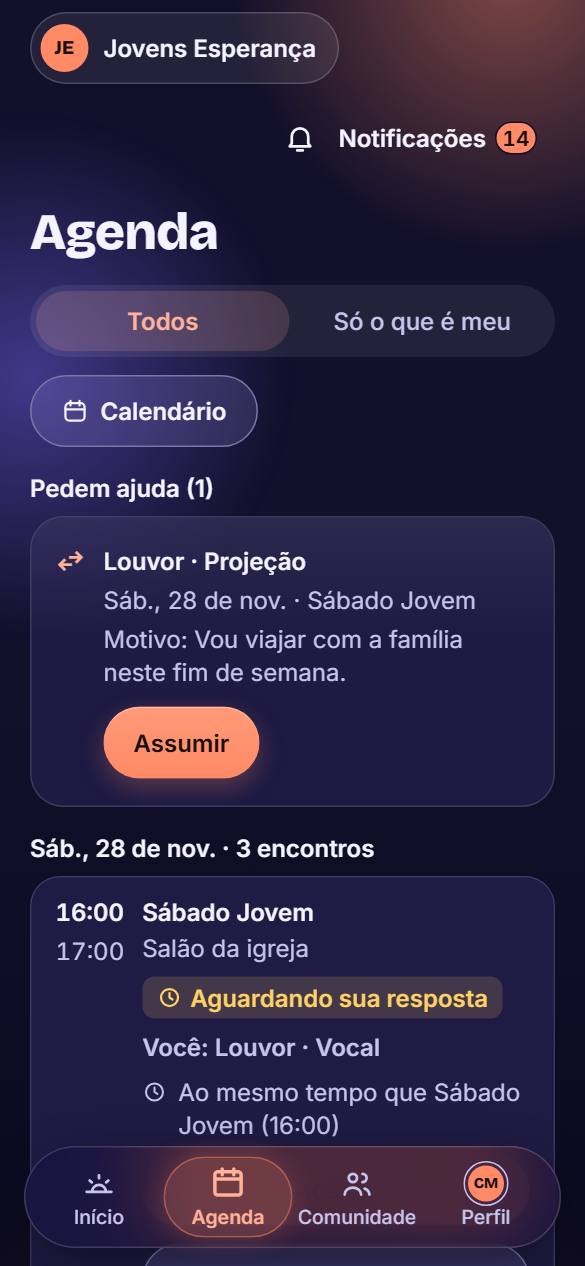 JE Jovens Esperança
Notificações 14
Agenda
Todos Só o que é meu
Calendário
Pedem ajuda (1)
Louvor · Projeção
Sáb., 28 de nov. · Sábado Jovem
Motivo: Vou viajar com a família
neste fim de semana.
Assumir
Sáb., 28 de nov. · 3 encontros
16:00 Sábado Jovem
17:00 Salão da igreja
Aguardando sua resposta
Você: Louvor · Vocal
Ao mesmo tempo que Sábado
Jovem (16:00)
CM
Início Agenda Comunidade Perfil